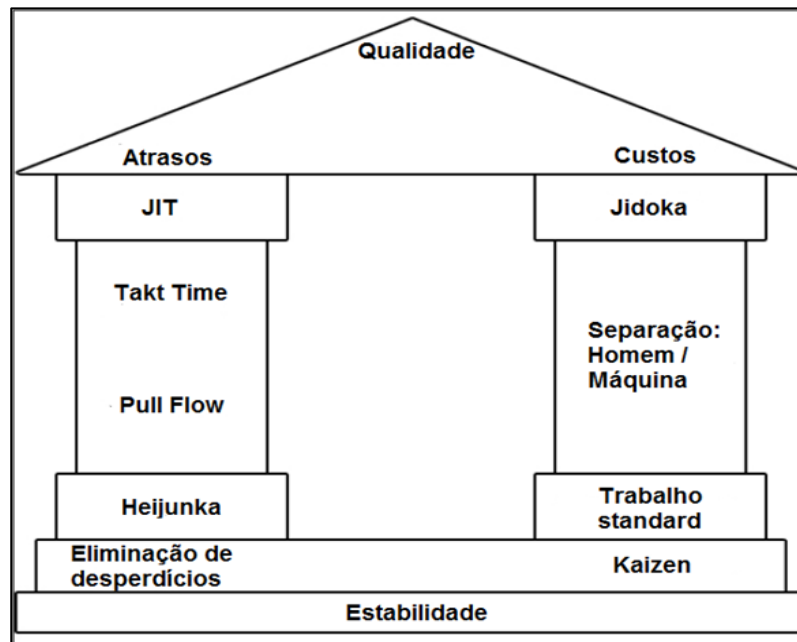 Qualidade
Atrasos
Custos
JIT
Jidoka
Takt Time
Separação:
Homem /
Máquina
Pull Flow
Heijunka
Trabalho
standard
Eliminação de
desperdícios
Kaizen
Estabilidade